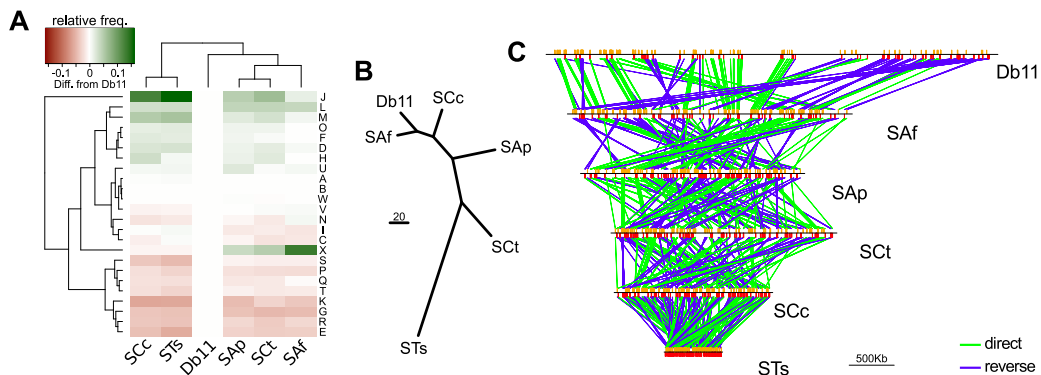 A
relative freq.
-0.1 0 0.1
Diff. from Db11
J
L
M
O
F
D
H
U
A
B
W
V
N
I
C
X
S
P
Q
T
K
G
R
E
SCc STs Db11 SAp SCt SAf
B
Db11
SCc
SAf
SAp
20
SCt
STs
C
Db11
SAf
SAp
SCt
SCc
STs
500Kb
direct
reverse